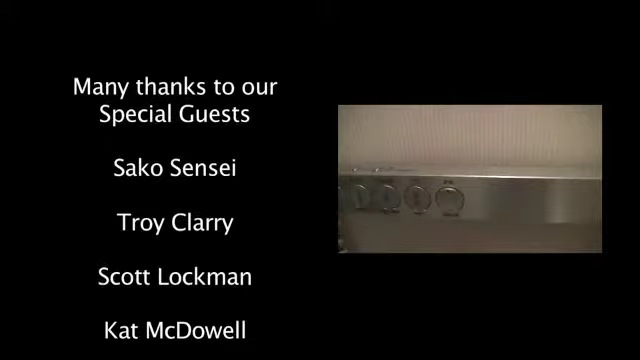 Many thanks to our
Special Guests
Sako Sensei
Troy Clarry
Scott Lockman
Kat McDowell